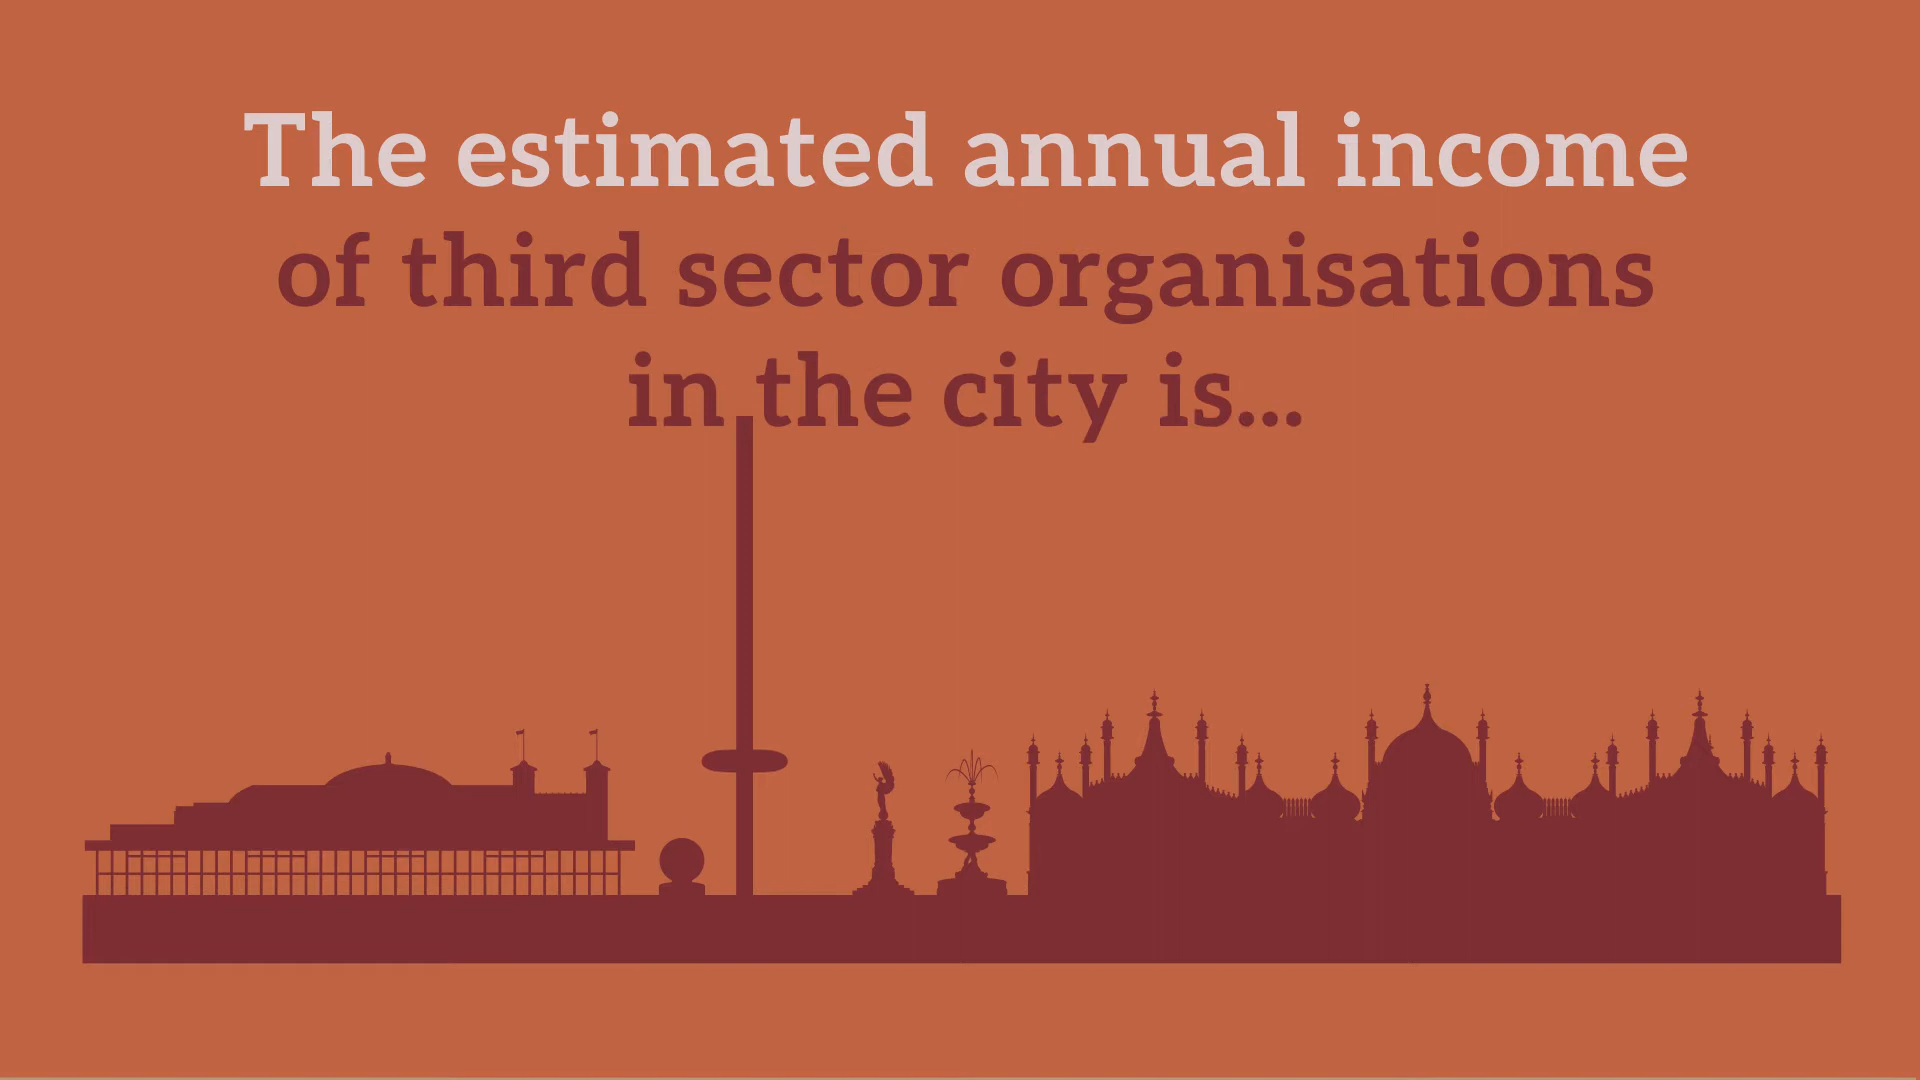 The estimated annual income
of third sector organisations
in the city is...